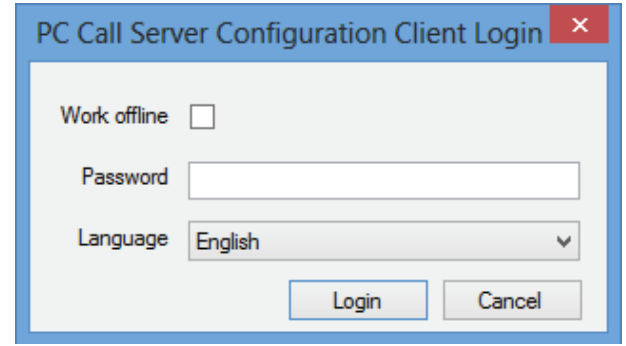 PC Call Server Configuration Client Login
Work offline
Password
Language English
Login Cancel